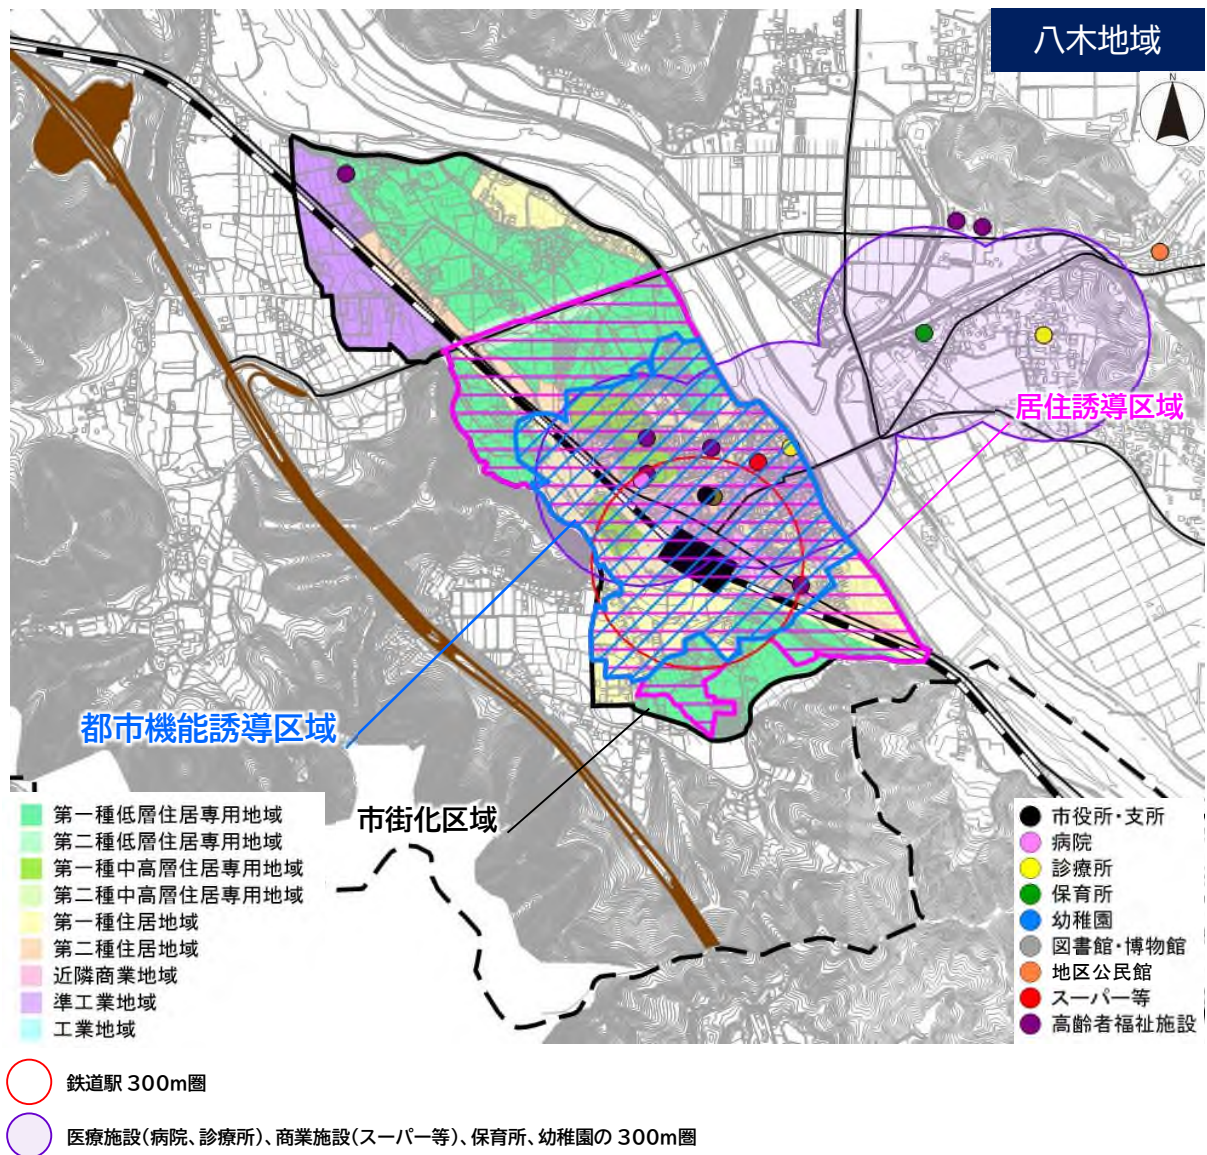 八木地域
N
居住誘導区域
都市機能誘導区域
市街化区域
第一種低層住居専用地域
第二種低層住居専用地域
第一種中高層住居専用地域
第二種中高層住居専用地域
第一種住居地域
第二種住居地域
近隣商業地域
準工業地域
工業地域
市役所・支所
病院
診療所
保育所
幼稚園
図書館・博物館
地区公民館
スーパー等
高齢者福祉施設
鉄道駅 300m圏
医療施設(病院、診療所)、商業施設(スーパー等)、保育所、幼稚園の 300m圏